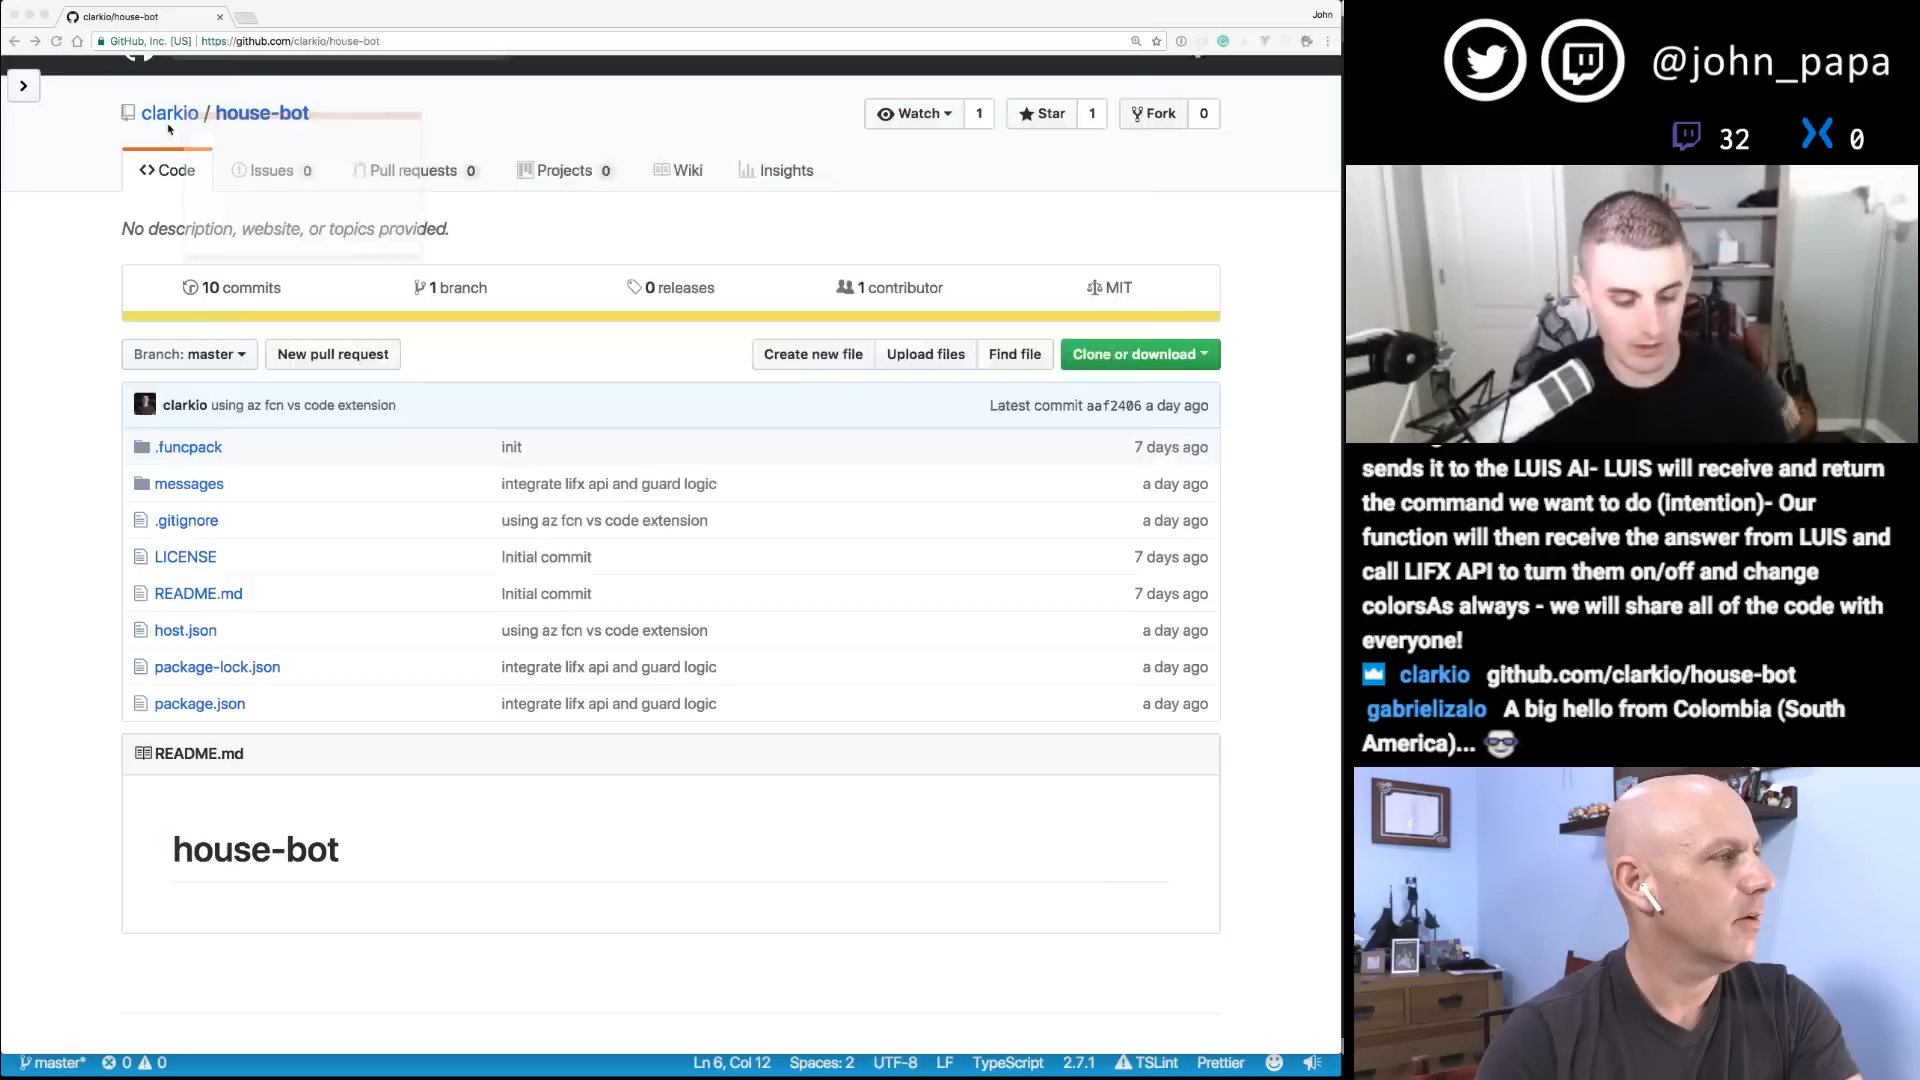 clarkio/house-bot
John
GitHub, Inc. [US] | https://github.com/clarkio/house-bot
@john_papa
32 0
clarkio / house-bot
Watch 1 Star 1 Fork 0
Code Issues 0 Pull requests 0 Projects 0 Wiki Insights
No description, website, or topics provided.
10 commits 1 branch 0 releases 1 contributor MIT
Branch: master New pull request Create new file Upload files Find file Clone or download
clarkio using az fcn vs code extension Latest commit aaf2406 a day ago
.funcpack init 7 days ago
messages integrate lifx api and guard logic a day ago
.gitignore using az fcn vs code extension a day ago
LICENSE Initial commit 7 days ago
README.md Initial commit 7 days ago
host.json using az fcn vs code extension a day ago
package-lock.json integrate lifx api and guard logic a day ago
package.json integrate lifx api and guard logic a day ago
README.md
house-bot
sends it to the LUIS AI- LUIS will receive and return
the command we want to do (intention)- Our
function will then receive the answer from LUIS and
call LIFX API to turn them on/off and change
colorsAs always - we will share all of the code with
everyone!
clarkio github.com/clarkio/house-bot
gabrielizalo A big hello from Colombia (South
America)...
master* 0 0 Ln 6, Col 12 Spaces: 2 UTF-8 LF TypeScript 2.7.1 TSLint Prettier